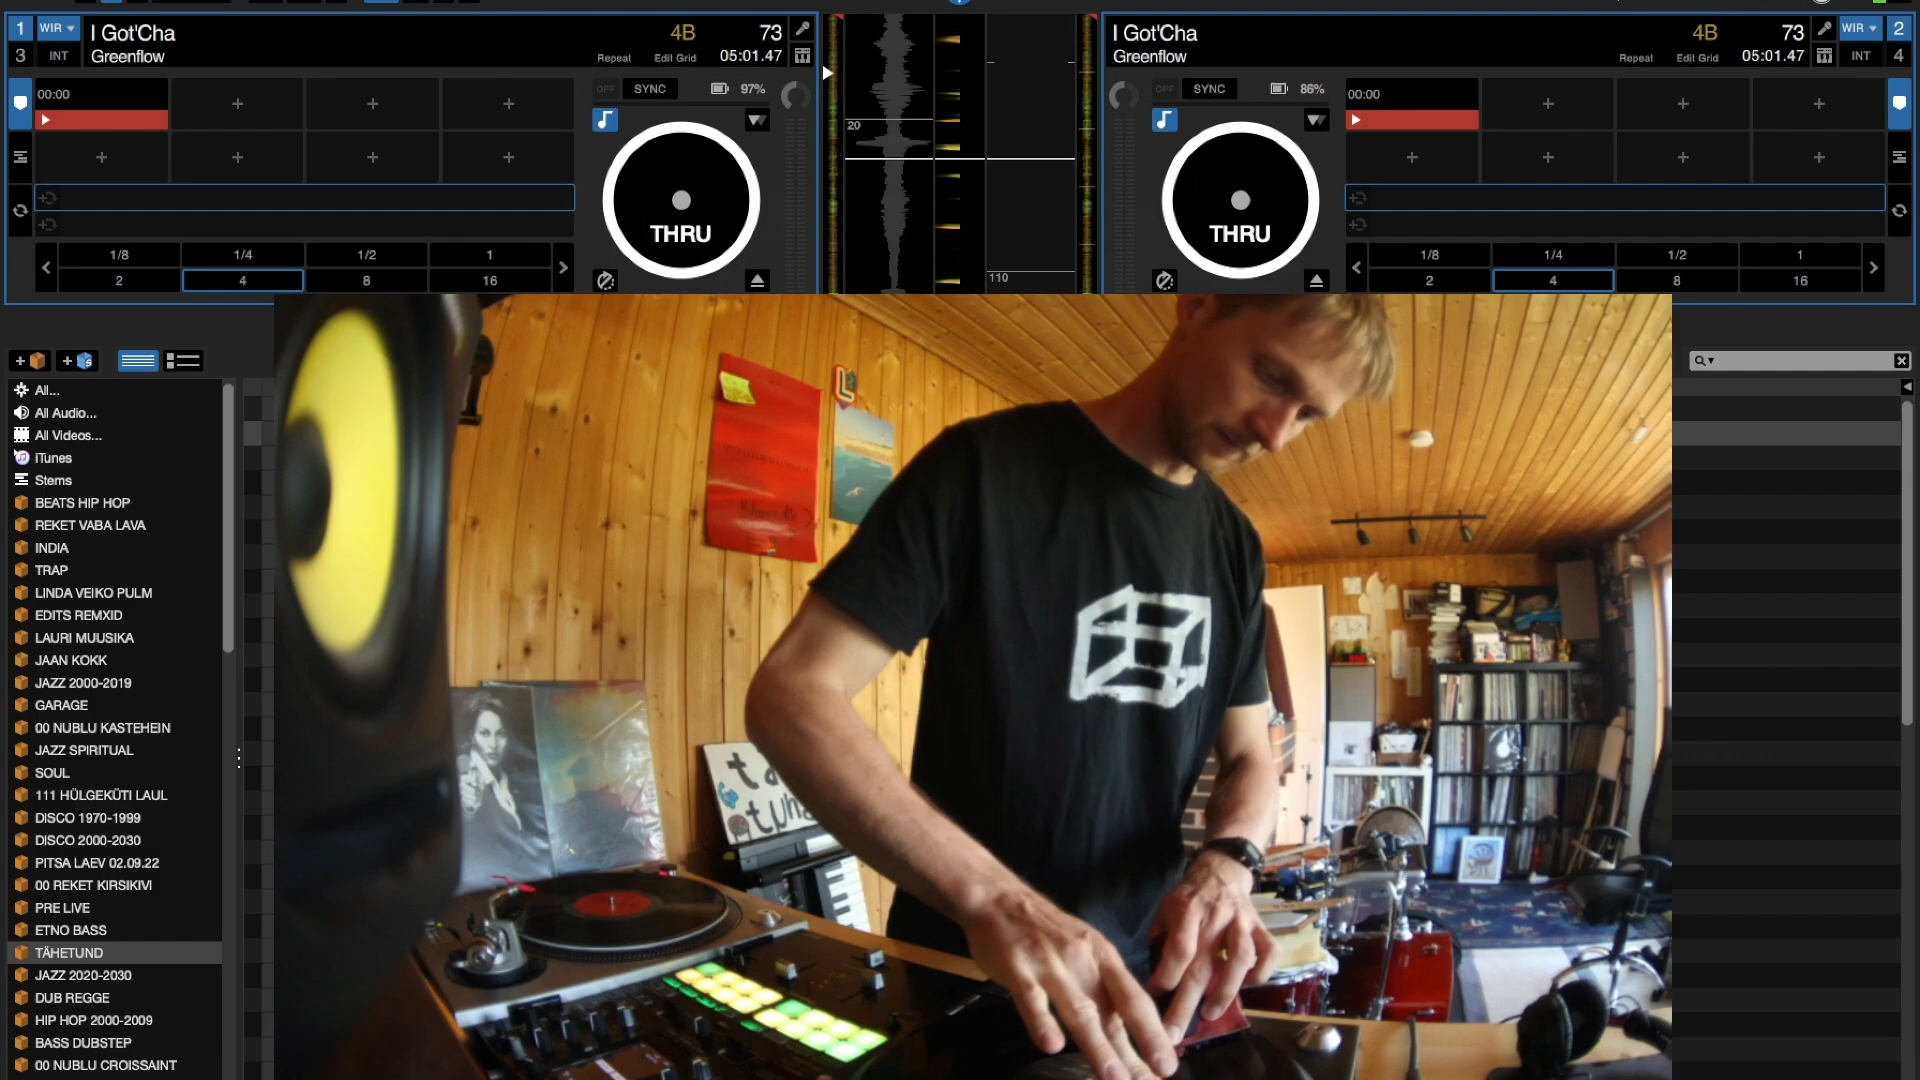 1 WIR I Got'Cha 4B 73
3 INT Greenflow Repeat Edit Grid 05:01.47
00:00
OFF SYNC 97%
THRU
1/8 1/4 1/2 1
2 4 8 16
20
110
I Got'Cha 4B 73 WIR 2
Greenflow Repeat Edit Grid 05:01.47 INT 4
OFF SYNC 86%
00:00
THRU
1/8 1/4 1/2 1
2 4 8 16
All...
All Audio...
All Videos...
iTunes
Stems
BEATS HIP HOP
REKET VABA LAVA
INDIA
TRAP
LINDA VEIKO PULM
EDITS REMXID
LAURI MUUSIKA
JAAN KOKK
JAZZ 2000-2019
GARAGE
00 NUBLU KASTEHEIN
JAZZ SPIRITUAL
SOUL
111 HÜLGEKÜTI LAUL
DISCO 1970-1999
DISCO 2000-2030
PITSA LAEV 02.09.22
00 REKET KIRSIKIVI
PRE LIVE
ETNO BASS
TÄHETUND
JAZZ 2020-2030
DUB REGGE
HIP HOP 2000-2009
BASS DUBSTEP
00 NUBLU CROISSAINT